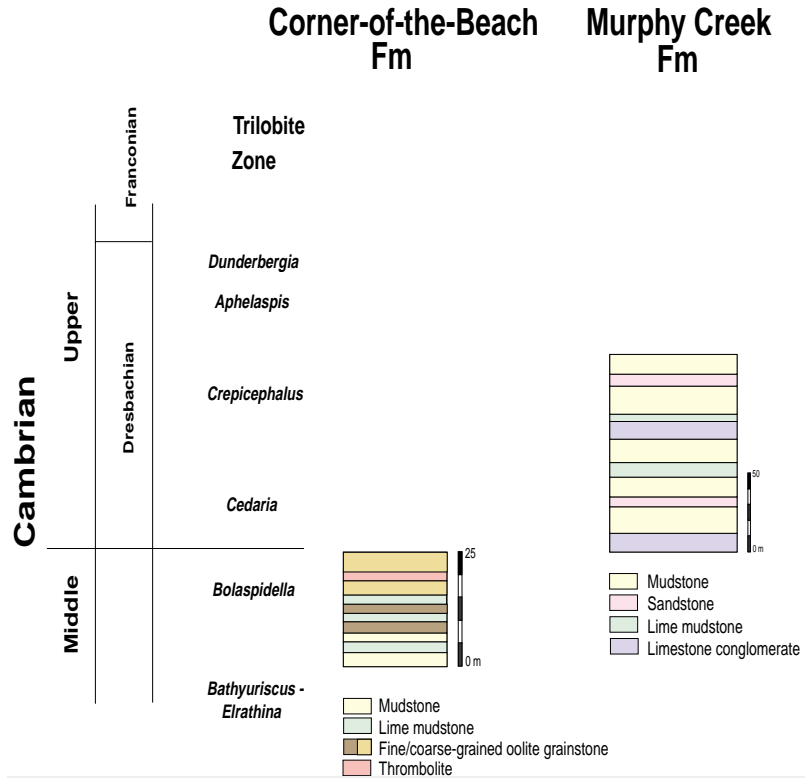 Corner-of-the-Beach
Fm
Murphy Creek
Fm
Trilobite
Zone
Franconian
Dunderbergia
Aphelaspis
Upper
Crepicephalus
Dresbachian
Cambrian
Cedaria
50
0 m
25
Bolaspidella
Middle
0 m
Mudstone
Sandstone
Lime mudstone
Limestone conglomerate
Bathyuriscus -
Elrathina
Mudstone
Lime mudstone
Fine/coarse-grained oolite grainstone
Thrombolite